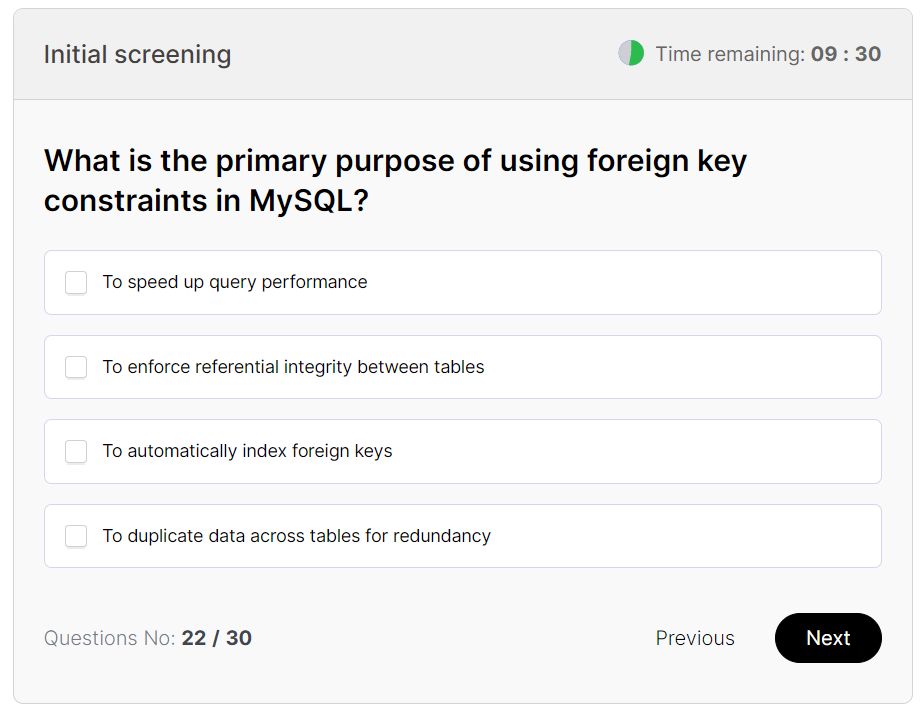 Initial screening
Time remaining: 09 : 30
What is the primary purpose of using foreign key
constraints in MySQL?
To speed up query performance
To enforce referential integrity between tables
To automatically index foreign keys
To duplicate data across tables for redundancy
Questions No: 22 / 30
Previous
Next